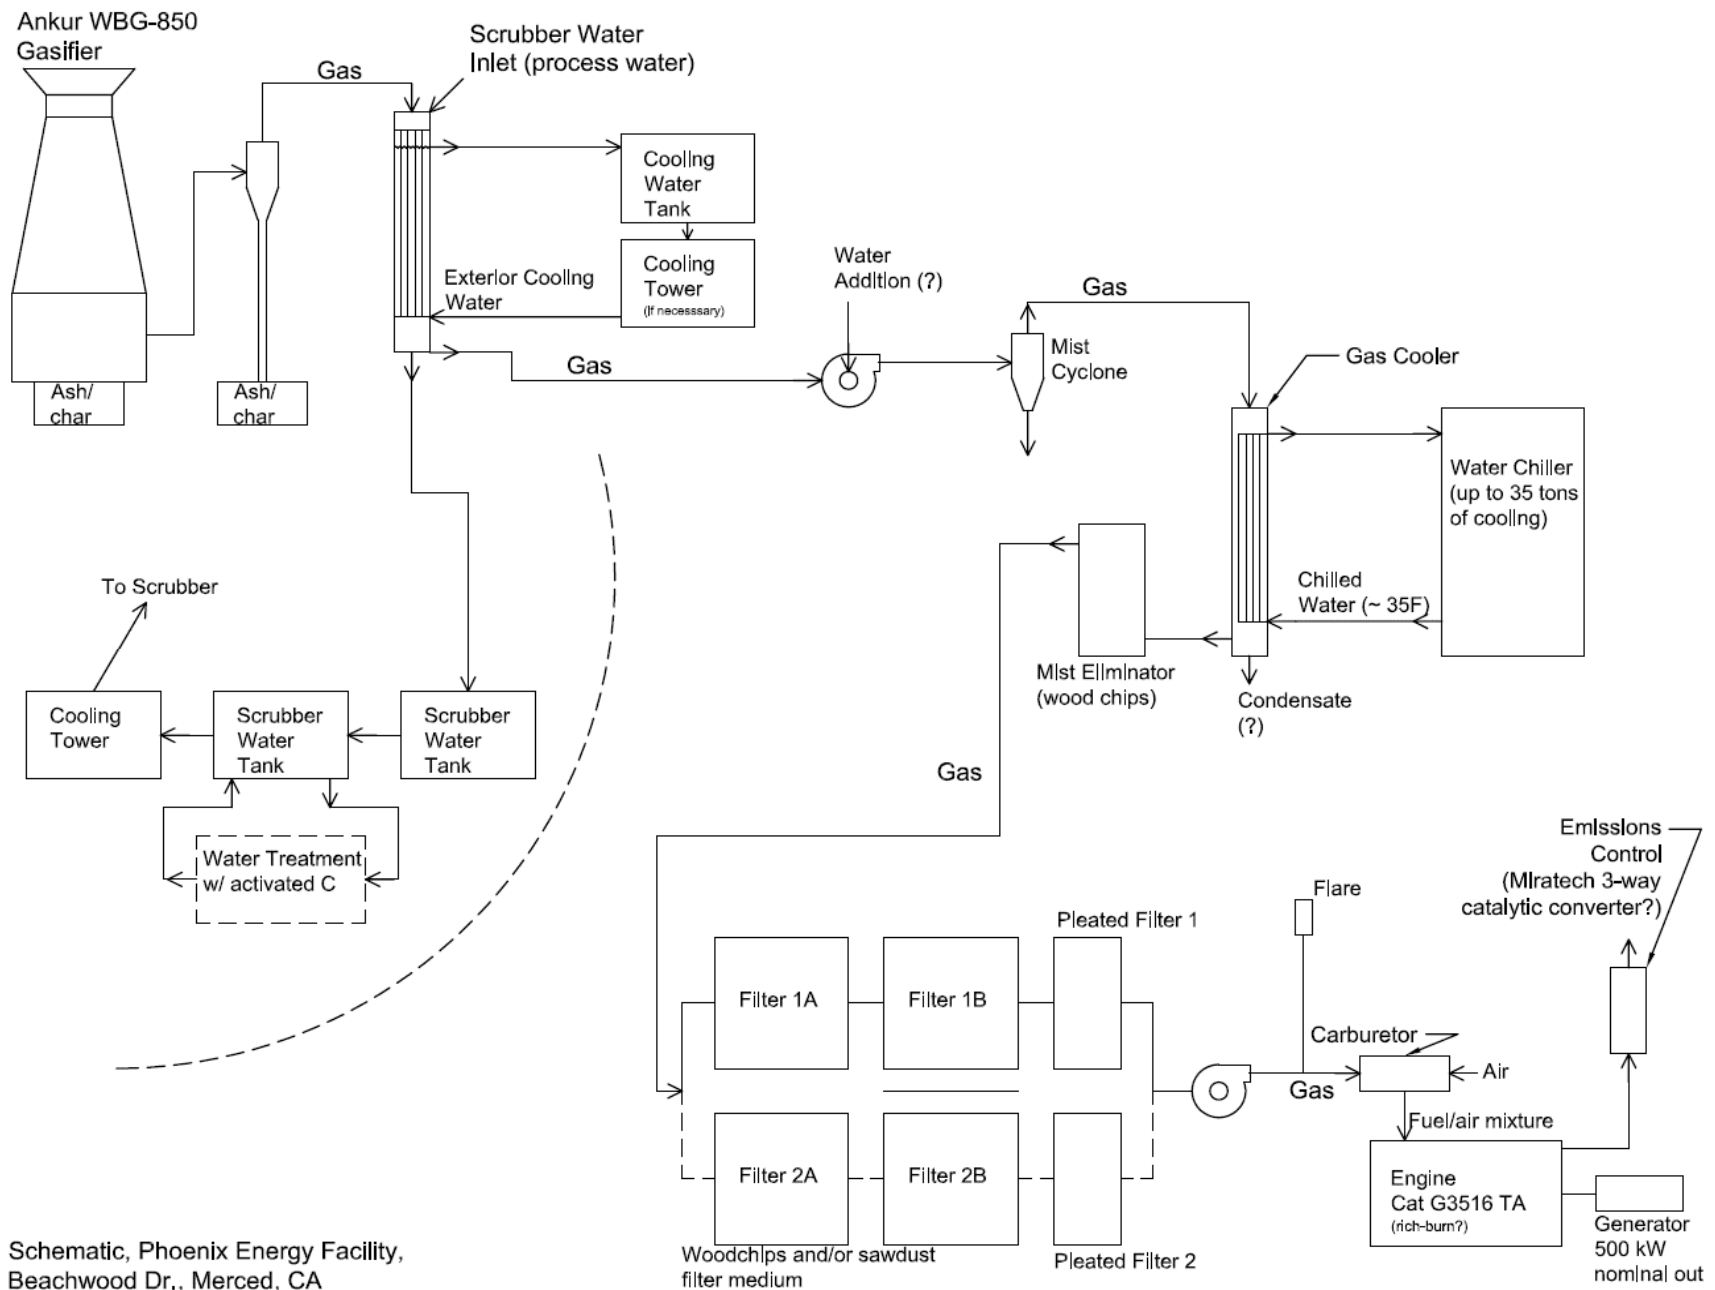 Ankur WBG-850
Gasifier
Gas
Scrubber Water
Inlet (process water)
Cooling
Water
Tank
Cooling
Tower
(If necesssary)
Exterior Cooling
Water
Gas
Water
Addition (?)
Gas
Mist
Cyclone
Gas Cooler
Ash/
char
Ash/
char
Water Chiller
(up to 35 tons
of cooling)
Chilled
Water (~ 35F)
Mist Eliminator
(wood chips)
Condensate
(?)
To Scrubber
Cooling
Tower
Scrubber
Water
Tank
Scrubber
Water
Tank
Water Treatment
w/ activated C
Gas
Emissions
Control
(Miratech 3-way
catalytic converter?)
Flare
Pleated Filter 1
Filter 1A
Filter 1B
Carburetor
Air
Gas
Fuel/air mixture
Filter 2A
Filter 2B
Engine
Cat G3516 TA
(rich-burn?)
Generator
500 kW
nominal out
Woodchips and/or sawdust
filter medium
Pleated Filter 2
Schematic, Phoenix Energy Facility,
Beachwood Dr., Merced, CA